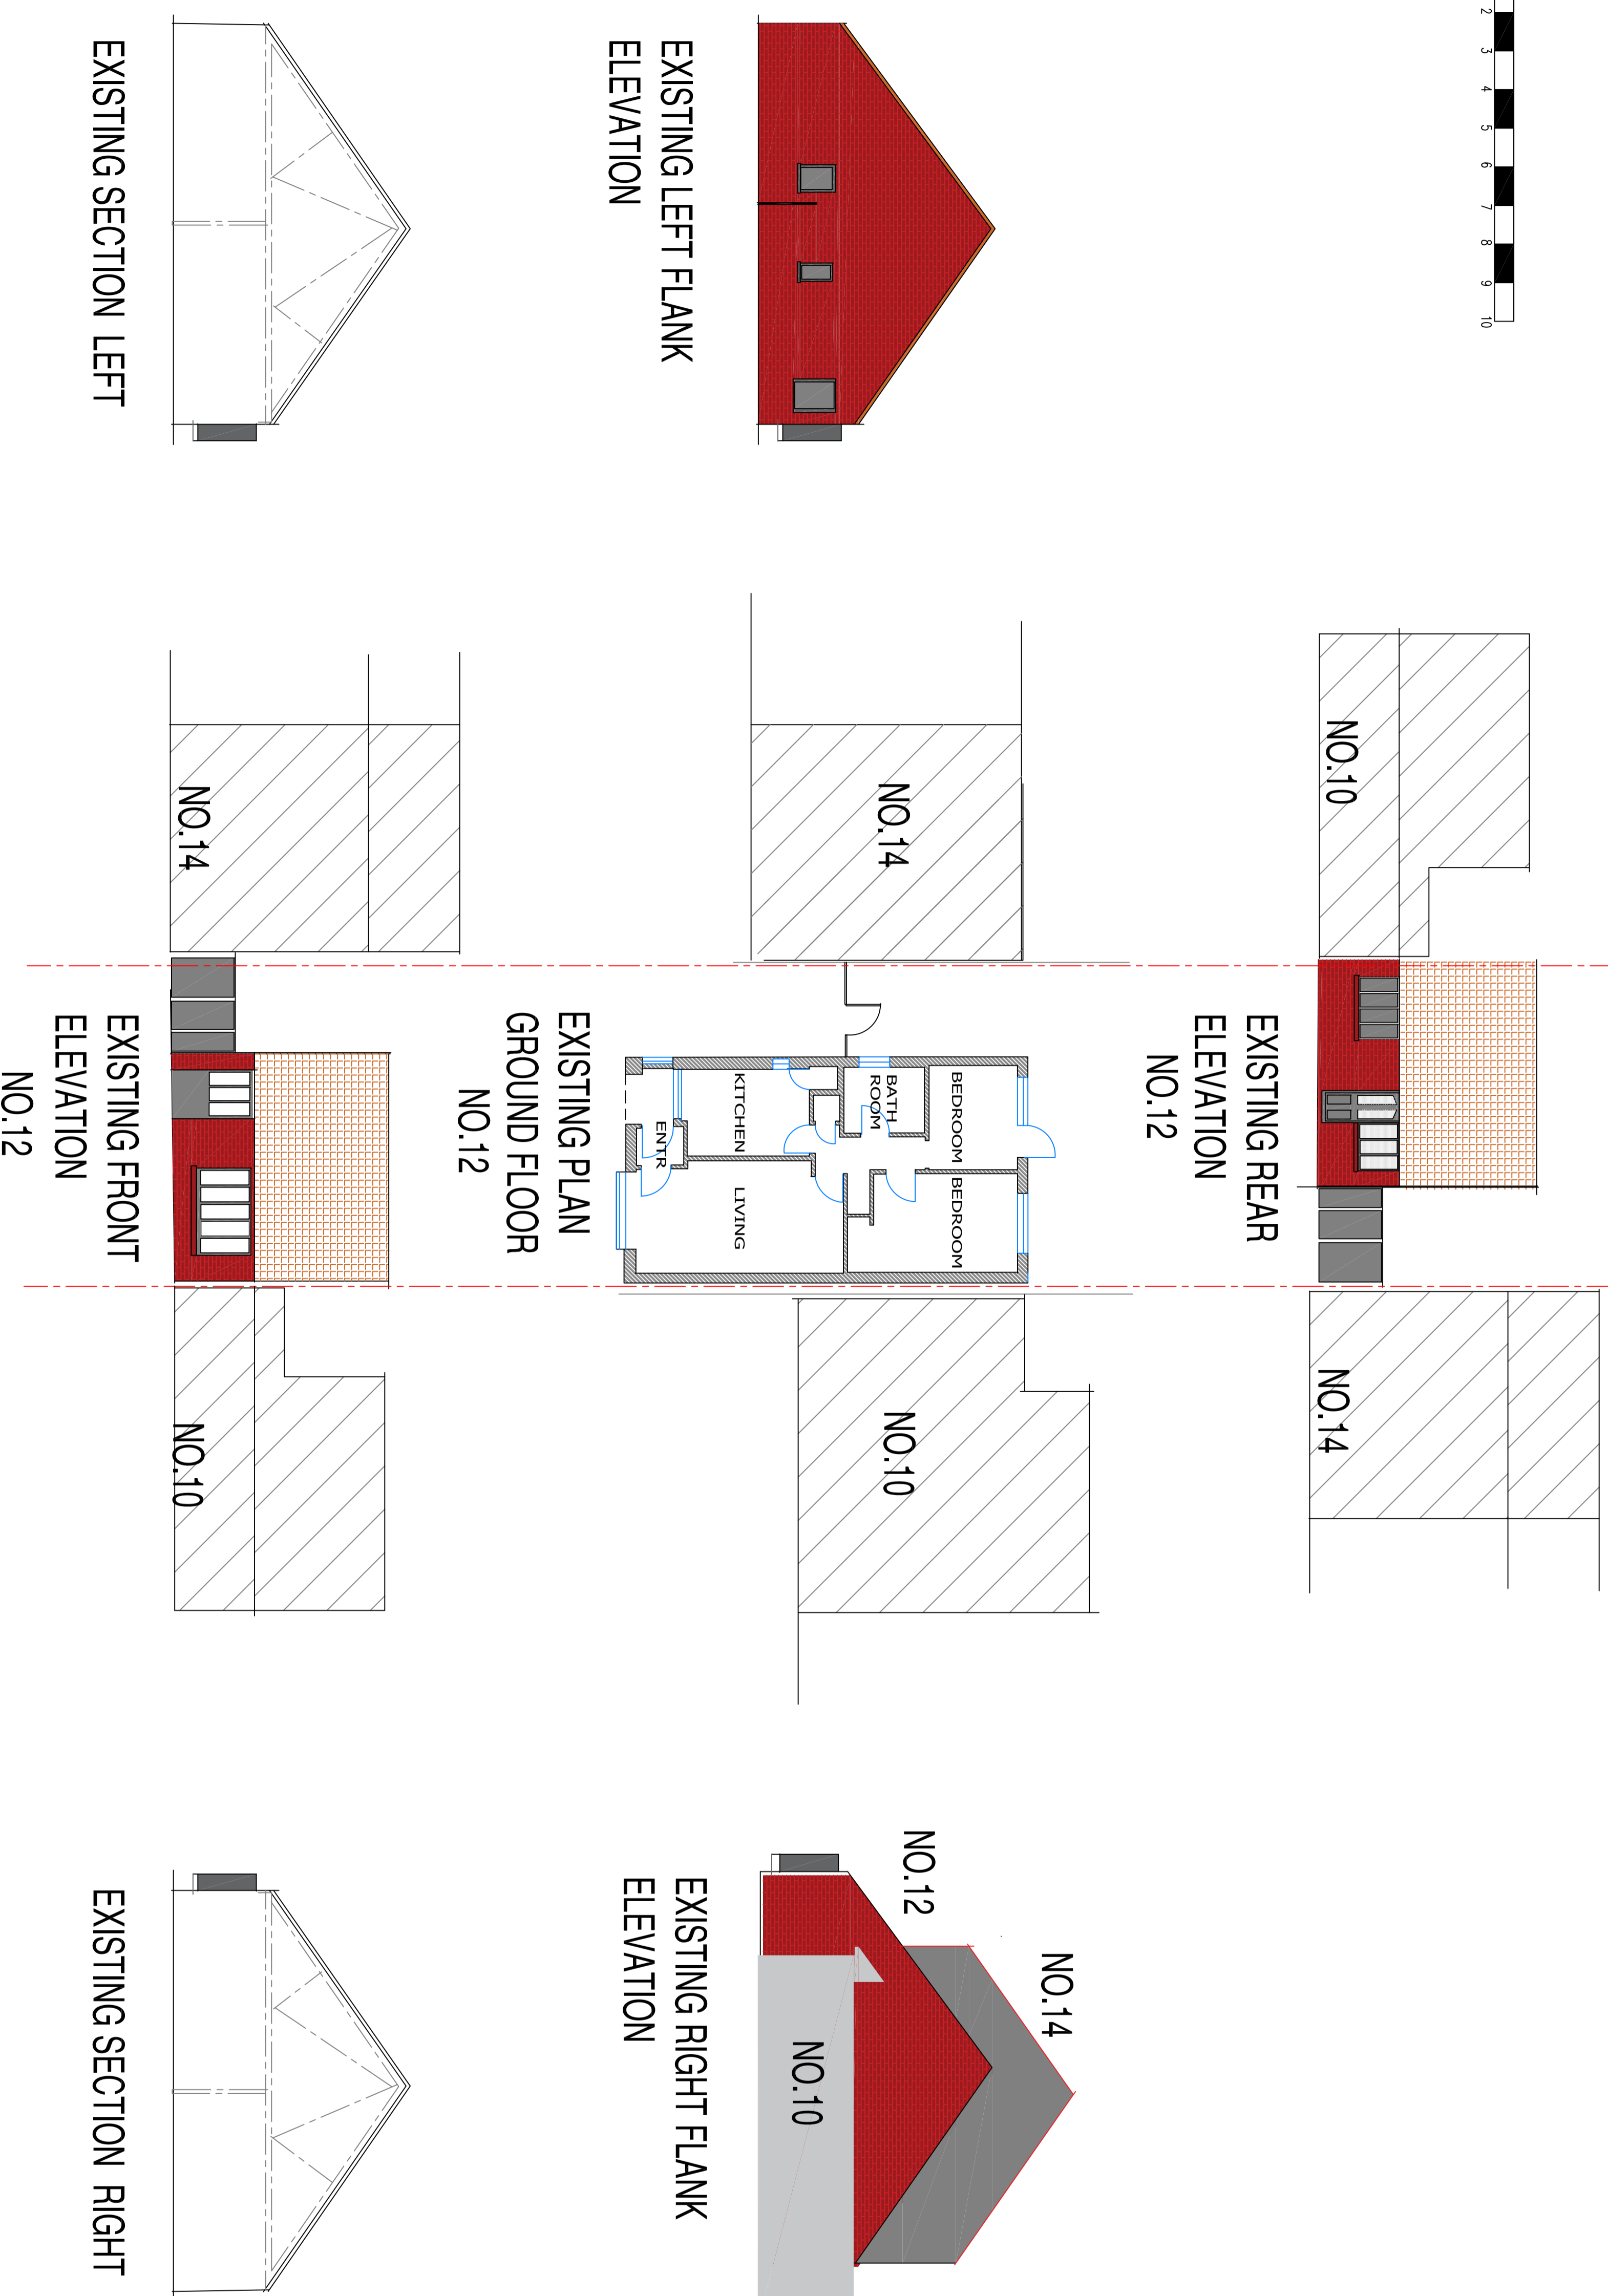 2
3
4
5
6
7
8
9
10
EXISTING LEFT FLANK
ELEVATION
EXISTING SECTION LEFT
NO.10
NO.14
EXISTING REAR
ELEVATION
NO.12
NO.14
BEDROOM
BEDROOM
BATH
ROOM
KITCHEN
LIVING
ENTR
NO.10
EXISTING PLAN
GROUND FLOOR
NO.12
NO.14
NO.10
EXISTING FRONT
ELEVATION
NO.12
NO.14
NO.12
NO.10
EXISTING RIGHT FLANK
ELEVATION
EXISTING SECTION RIGHT